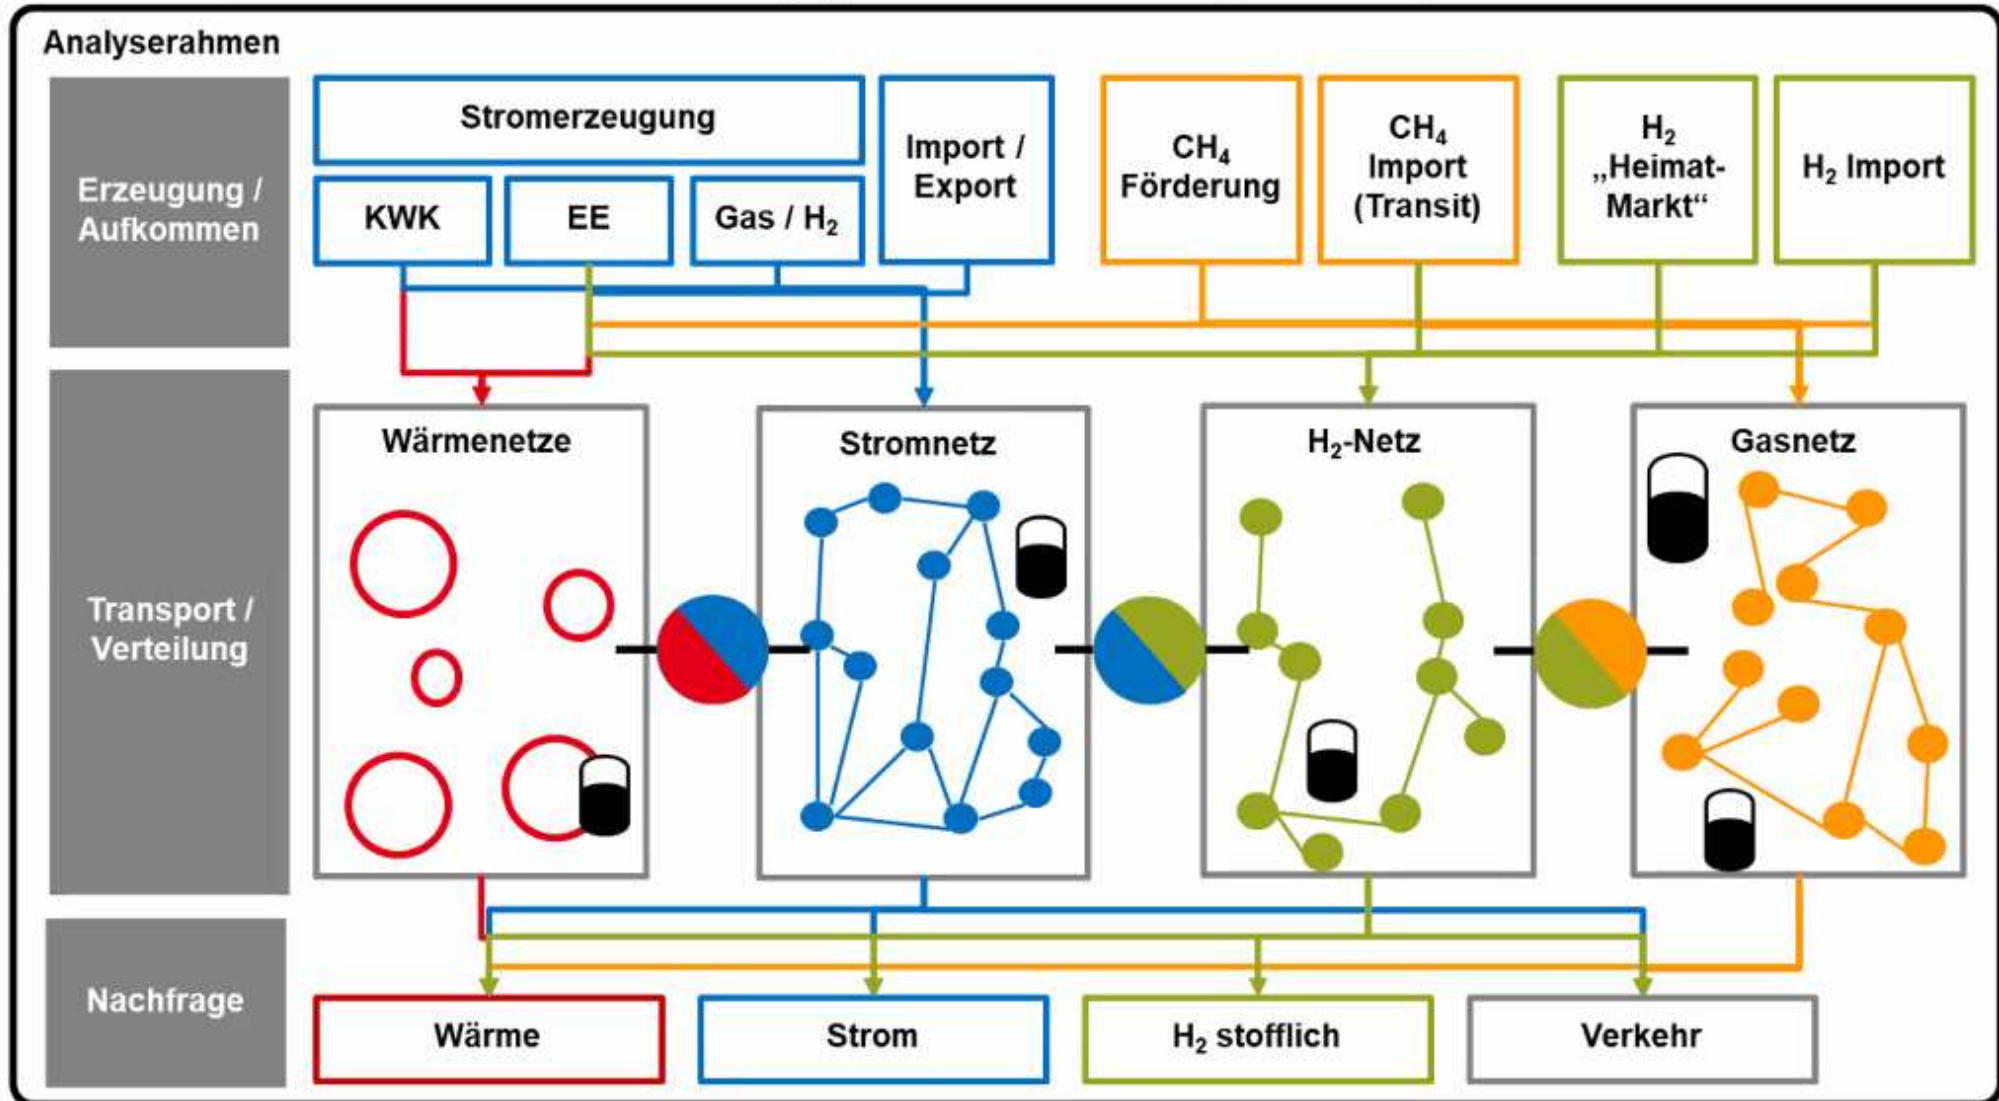 Analyserahmen
Erzeugung /
Aufkommen
Stromerzeugung
KWK
EE
Gas / H₂
Import /
Export
CH₄
Förderung
CH₄
Import
(Transit)
H₂
„Heimat-
Markt“
H₂ Import
Transport /
Verteilung
Wärmenetze
Stromnetz
H₂-Netz
Gasnetz
Nachfrage
Wärme
Strom
H₂ stofflich
Verkehr